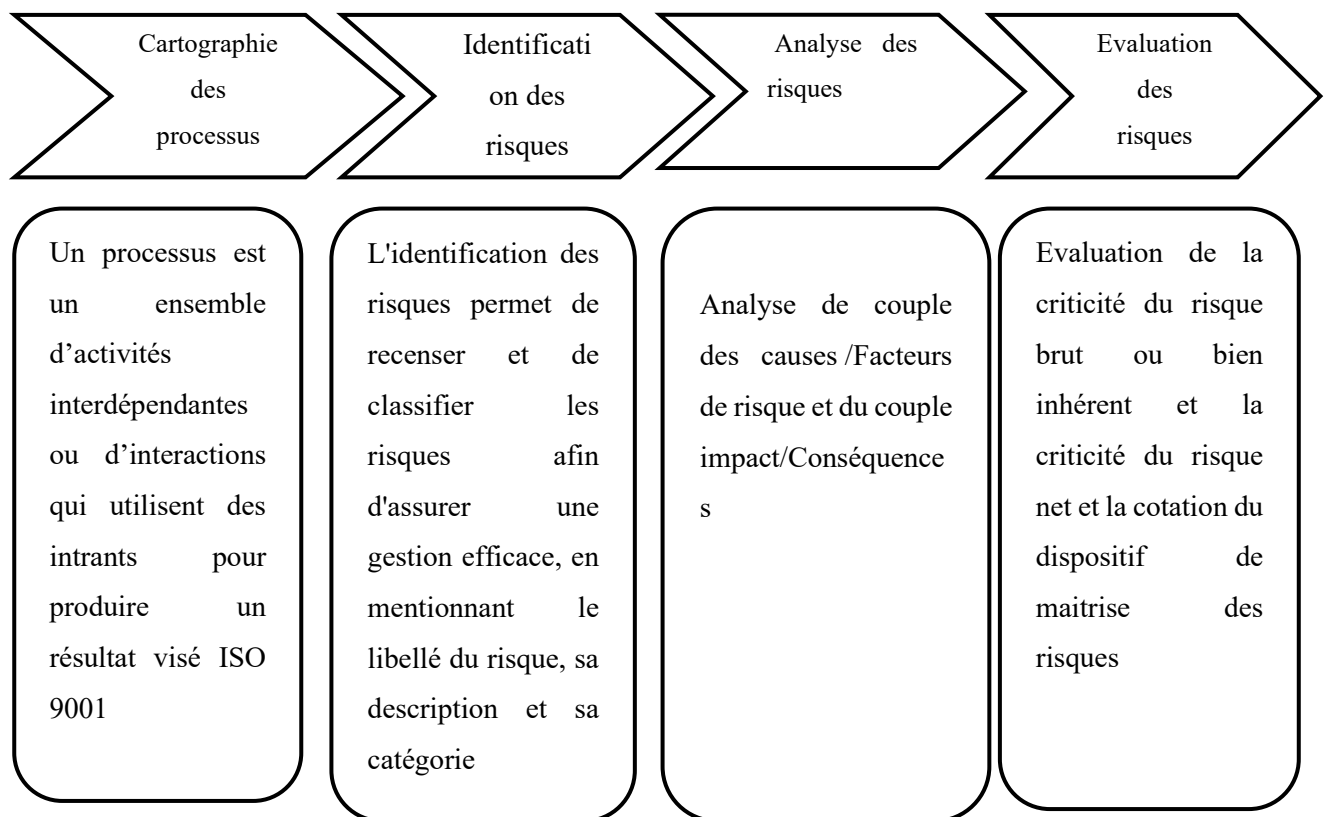 Cartographie
des
processus
Identificati
on des
risques
Analyse des
risques
Evaluation
des
risques
Un processus est
un ensemble
d’activités
interdépendantes
ou d’interactions
qui utilisent des
intrants pour
produire un
résultat visé ISO
9001
L'identification des
risques permet de
recenser et de
classifier les
risques afin
d'assurer une
gestion efficace, en
mentionnant le
libellé du risque, sa
description et sa
catégorie
Analyse de couple
des causes /Facteurs
de risque et du couple
impact/Conséquence
s
Evaluation de la
criticité du risque
brut ou bien
inhérent et la
criticité du risque
net et la cotation du
dispositif de
maitrise des
risques